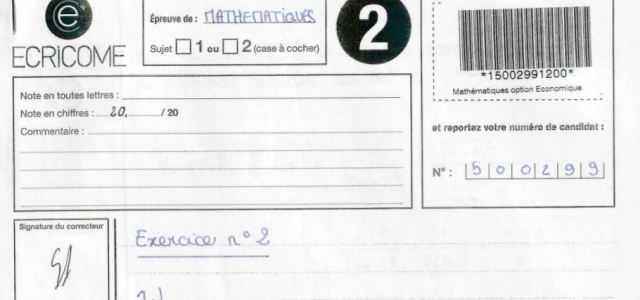 e
ECRICOME
Épreuve de : MATHEMATIQUES
Sujet 1 ou 2 (case à cocher)
2
*15002991200*
Mathématiques option Economique
Note en toutes lettres :
Note en chiffres : 20, / 20
Commentaire :
et reportez votre numéro de candidat :
N° : 5 0 0 2 9 9
Signature du correcteur
Exercice n° 2